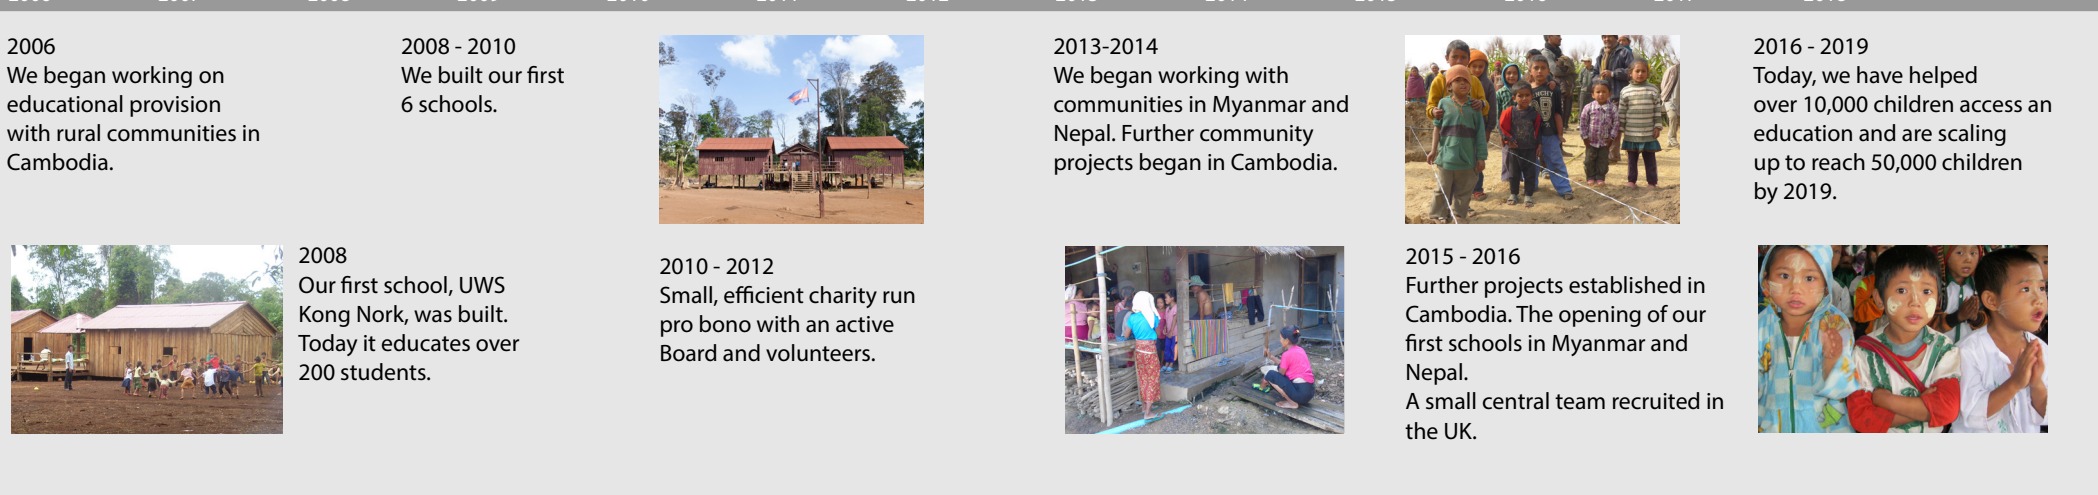 2006
We began working on
educational provision
with rural communities in
Cambodia.
2008
Our first school, UWS
Kong Nork, was built.
Today it educates over
200 students.
2008 - 2010
We built our first
6 schools.
2010 - 2012
Small, efficient charity run
pro bono with an active
Board and volunteers.
2013-2014
We began working with
communities in Myanmar and
Nepal. Further community
projects began in Cambodia.
2015 - 2016
Further projects established in
Cambodia. The opening of our
first schools in Myanmar and
Nepal.
A small central team recruited in
the UK.
2016 - 2019
Today, we have helped
over 10,000 children access an
education and are scaling
up to reach 50,000 children
by 2019.